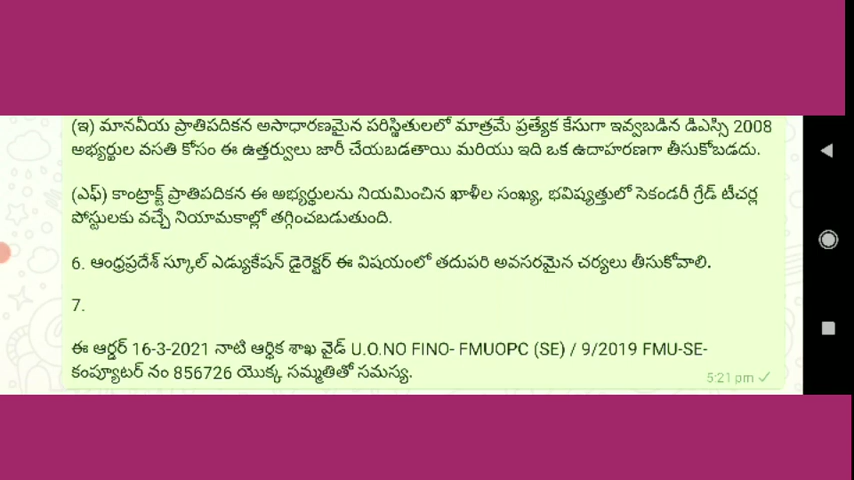 (ఇ) మానవీయ ప్రాతిపదికన అసాధారణమైన పరిస్థితులలో మాత్రమే ప్రత్యేక కేసుగా ఇవ్వబడిన డిఎస్సి 2008
అభ్యర్థుల వసతి కోసం ఈ ఉత్తర్వులు జారీ చేయబడతాయి మరియు ఇది ఒక ఉదాహరణగా తీసుకోబడదు.
(ఎఫ్) కాంట్రాక్ట్ ప్రాతిపదికన ఈ అభ్యర్థులను నియమించిన ఖాళీల సంఖ్య, భవిష్యత్తులో సెకండరీ గ్రేడ్ టీచర్ల
పోస్టులకు వచ్చే నియామకాల్లో తగ్గించబడుతుంది.
6. ఆంధ్రప్రదేశ్ స్కూల్ ఎడ్యుకేషన్ డైరెక్టర్ ఈ విషయంలో తదుపరి అవసరమైన చర్యలు తీసుకోవాలి.
7.
ఈ ఆర్డర్ 16-3-2021 నాటి ఆర్థిక శాఖ వైడ్ U.O.NO FINO- FMUOPC (SE) / 9/2019 FMU-SE-
కంప్యూటర్ నం 856726 యొక్క సమ్మతితో సమస్య.
5:21 pm